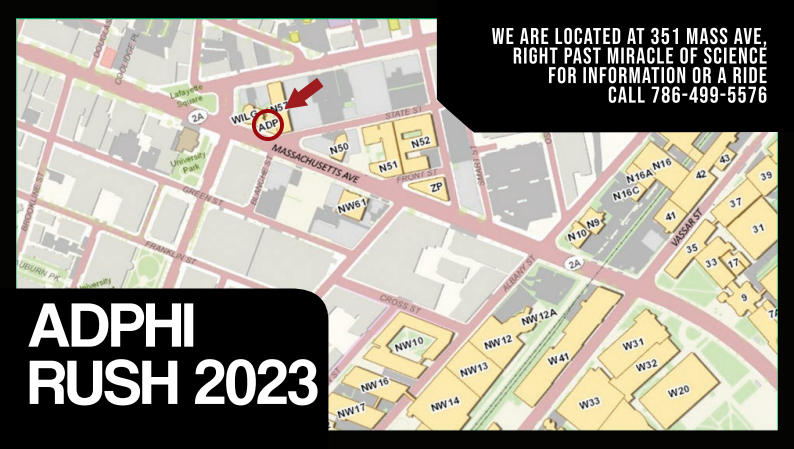 WE ARE LOCATED AT 351 MASS AVE,
RIGHT PAST MIRACLE OF SCIENCE
FOR INFORMATION OR A RIDE
CALL 786-499-5576
DOUGLAS
COOLIDGE PL
Lafayette
Square
2A
WILG
N57
ADP
STATE ST
N50
N51
N52
MASSACHUSETTS AVE
FRONT ST
ZP
SMART ST
University
Park
BLANCHE ST
NW61
GREEN ST
BROOKLINE ST
FRANKLIN ST
AUBURN PK
University
N16A
N16
N16C
42
43
39
N10
N9
41
37
VASSAR ST
31
35
33
17
9
7A
2A
ALBANY ST
CROSS ST
NW10
NW12A
NW12
NW13
NW14
NW16
NW17
W41
W31
W32
W33
W20
ADPHI
RUSH 2023